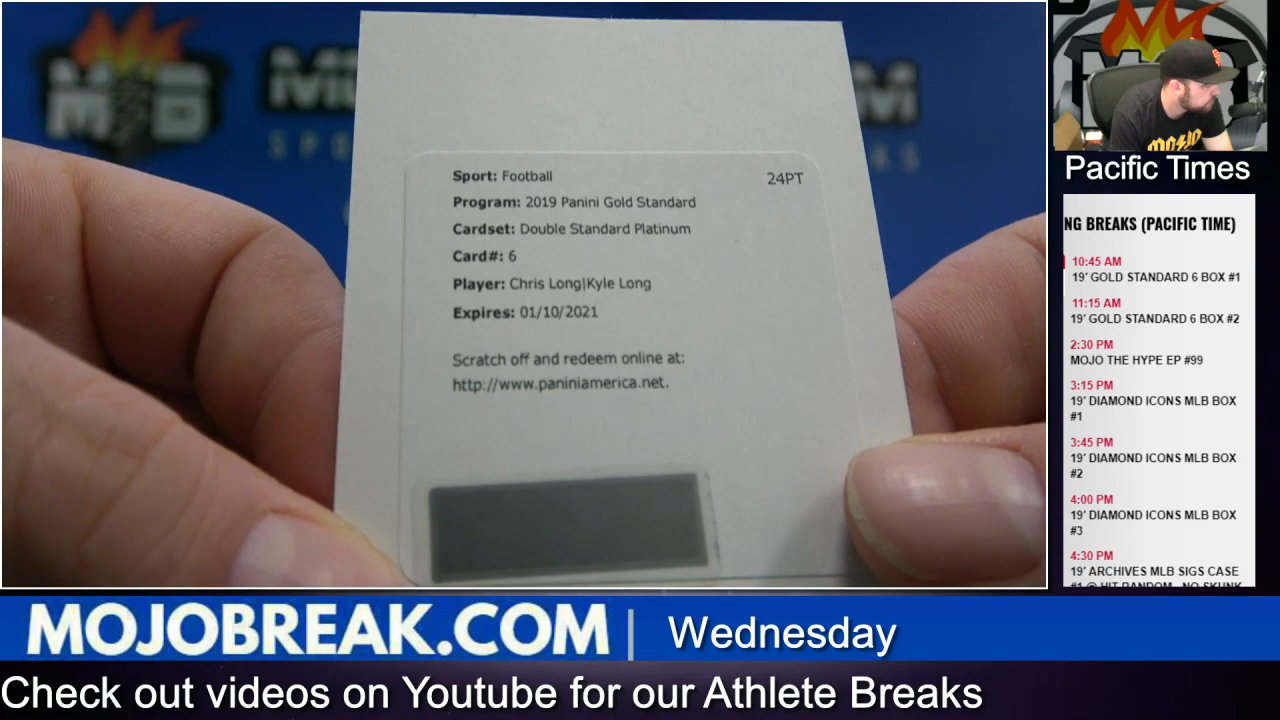 Sport: Football
24PT
Program: 2019 Panini Gold Standard
Cardset: Double Standard Platinum
Card#: 6
Player: Chris Long|Kyle Long
Expires: 01/10/2021
Scratch off and redeem online at:
http://www.paniniamerica.net.
Pacific Times
NG BREAKS (PACIFIC TIME)
10:45 AM
19' GOLD STANDARD 6 BOX #1
11:15 AM
19' GOLD STANDARD 6 BOX #2
2:30 PM
MOJO THE HYPE EP #99
3:15 PM
19' DIAMOND ICONS MLB BOX
#1
3:45 PM
19' DIAMOND ICONS MLB BOX
#2
4:00 PM
19' DIAMOND ICONS MLB BOX
#3
4:30 PM
19' ARCHIVES MLB SIGS CASE
#1 @ HIT RANDOM - NO SKUNK
MOJOBREAK.COM | Wednesday
Check out videos on Youtube for our Athlete Breaks